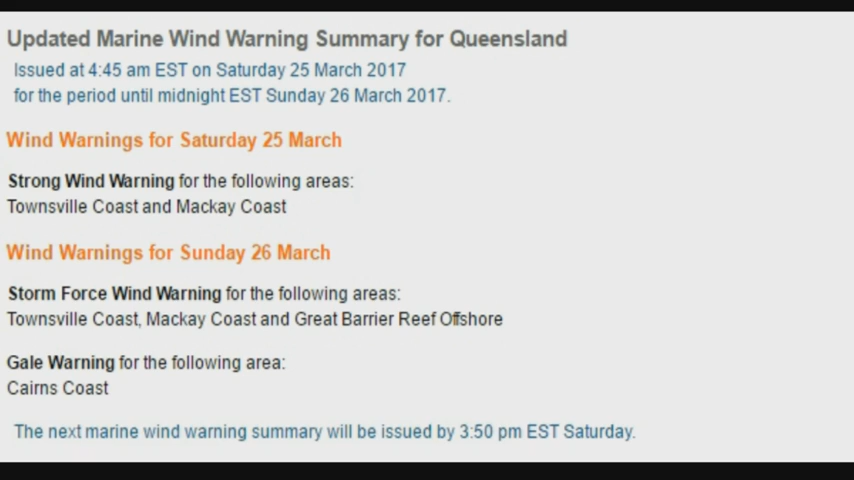 Updated Marine Wind Warning Summary for Queensland
Issued at 4:45 am EST on Saturday 25 March 2017
for the period until midnight EST Sunday 26 March 2017.
Wind Warnings for Saturday 25 March
Strong Wind Warning for the following areas:
Townsville Coast and Mackay Coast
Wind Warnings for Sunday 26 March
Storm Force Wind Warning for the following areas:
Townsville Coast, Mackay Coast and Great Barrier Reef Offshore
Gale Warning for the following area:
Cairns Coast
The next marine wind warning summary will be issued by 3:50 pm EST Saturday.